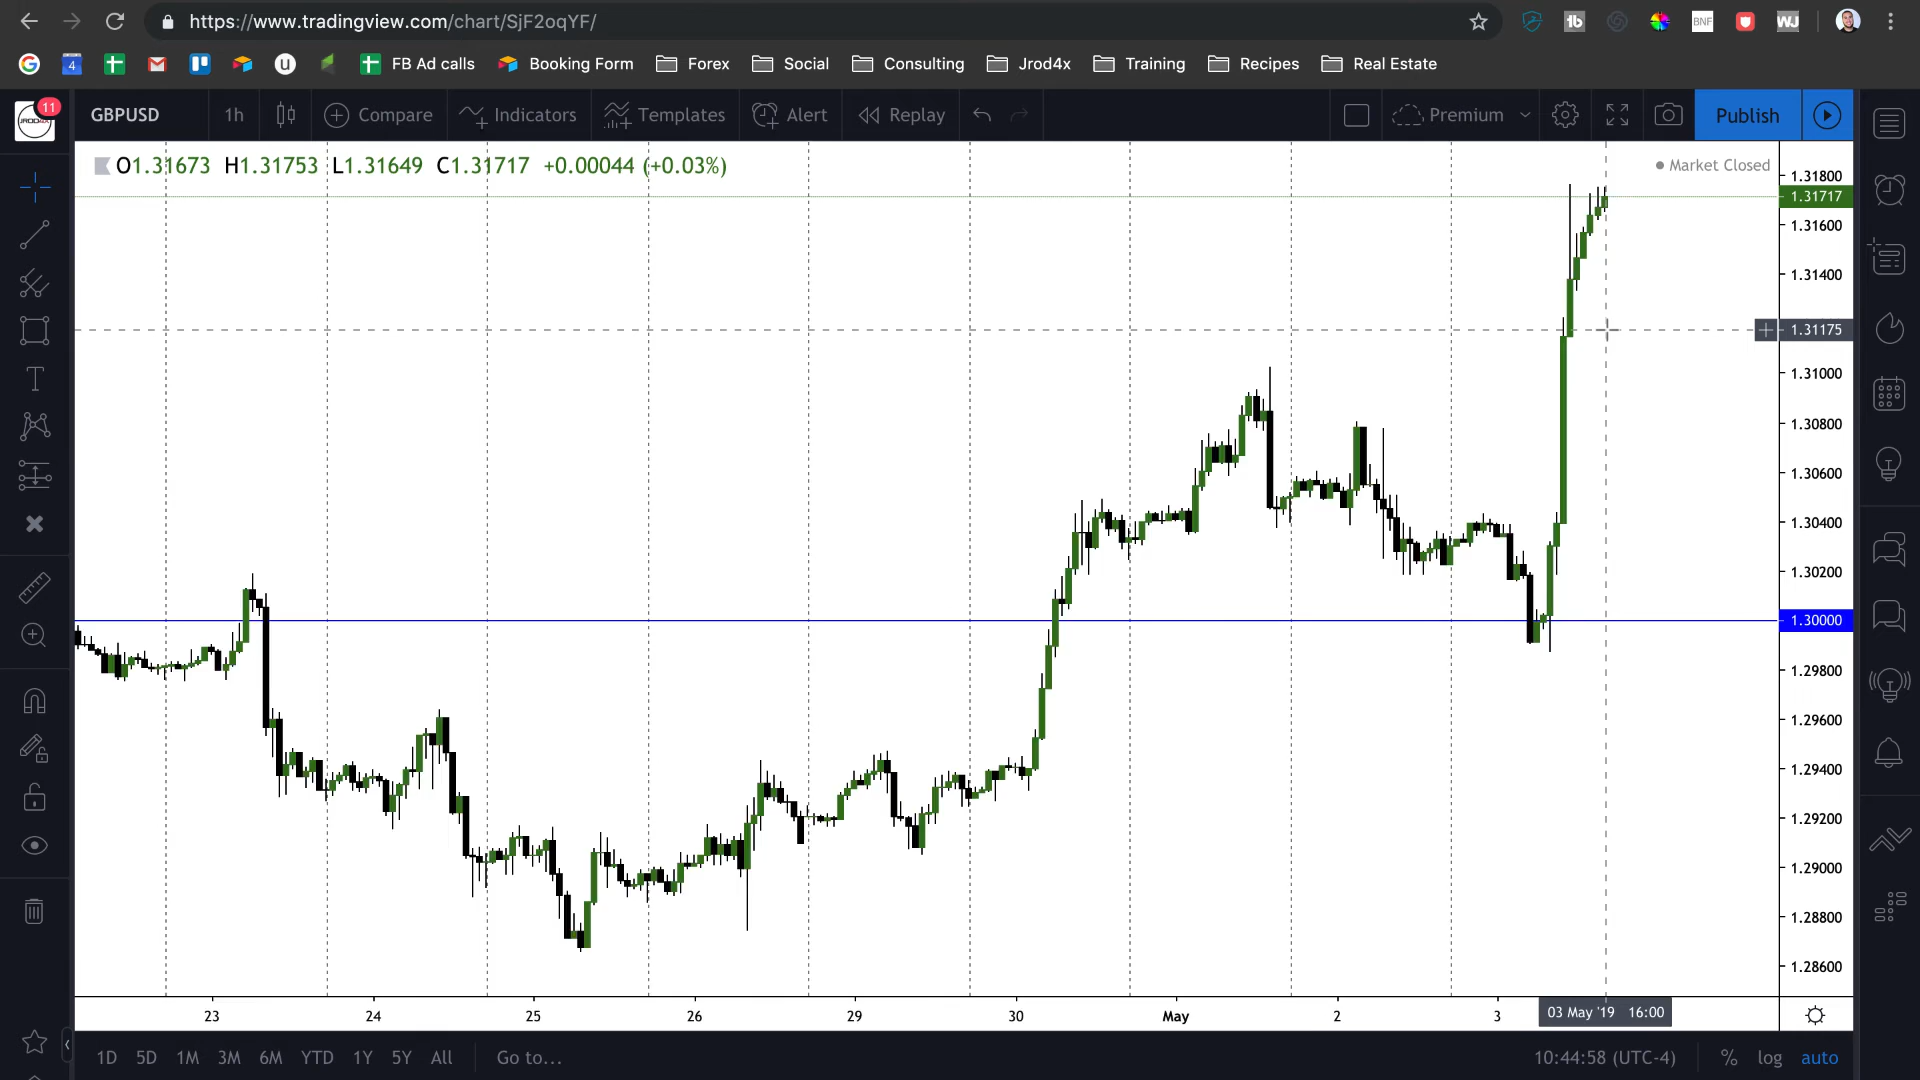 https://www.tradingview.com/chart/SjF2oqYF/
1b
BNF
WJ
4
u
FB Ad calls
Booking Form
Forex
Social
Consulting
Jrod4x
Training
Recipes
Real Estate
11
GBPUSD
1h
Compare
Indicators
Templates
Alert
Replay
Premium
Publish
O1.31673 H1.31753 L1.31649 C1.31717 +0.00044 (+0.03%)
Market Closed
1.31800
1.31717
1.31600
1.31400
1.31175
1.31000
1.30800
1.30600
1.30400
1.30200
1.30000
1.29800
1.29600
1.29400
1.29200
1.29000
1.28800
1.28600
23 24 25 26 29 30 May 2 3 03 May '19 16:00
1D 5D 1M 3M 6M YTD 1Y 5Y All Go to... 10:44:58 (UTC-4) % log auto